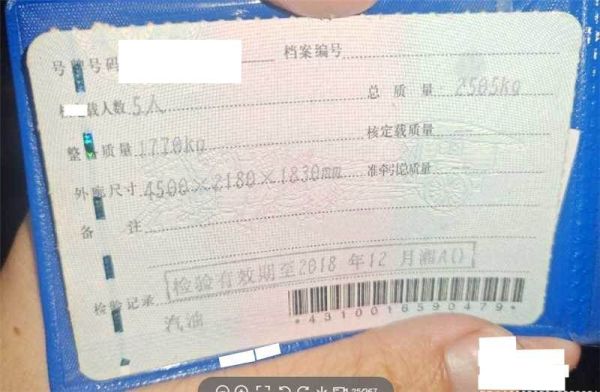 号牌号码 档案编号
载人数 5人 总质量 2505kg
整 质量 1770kg 核定载质量
外廓尺寸 4500×2180×1830mm 准牵引总质量
备注
检验记录 检验有效期至2018年12月湘A()
汽油
*4310016590479*